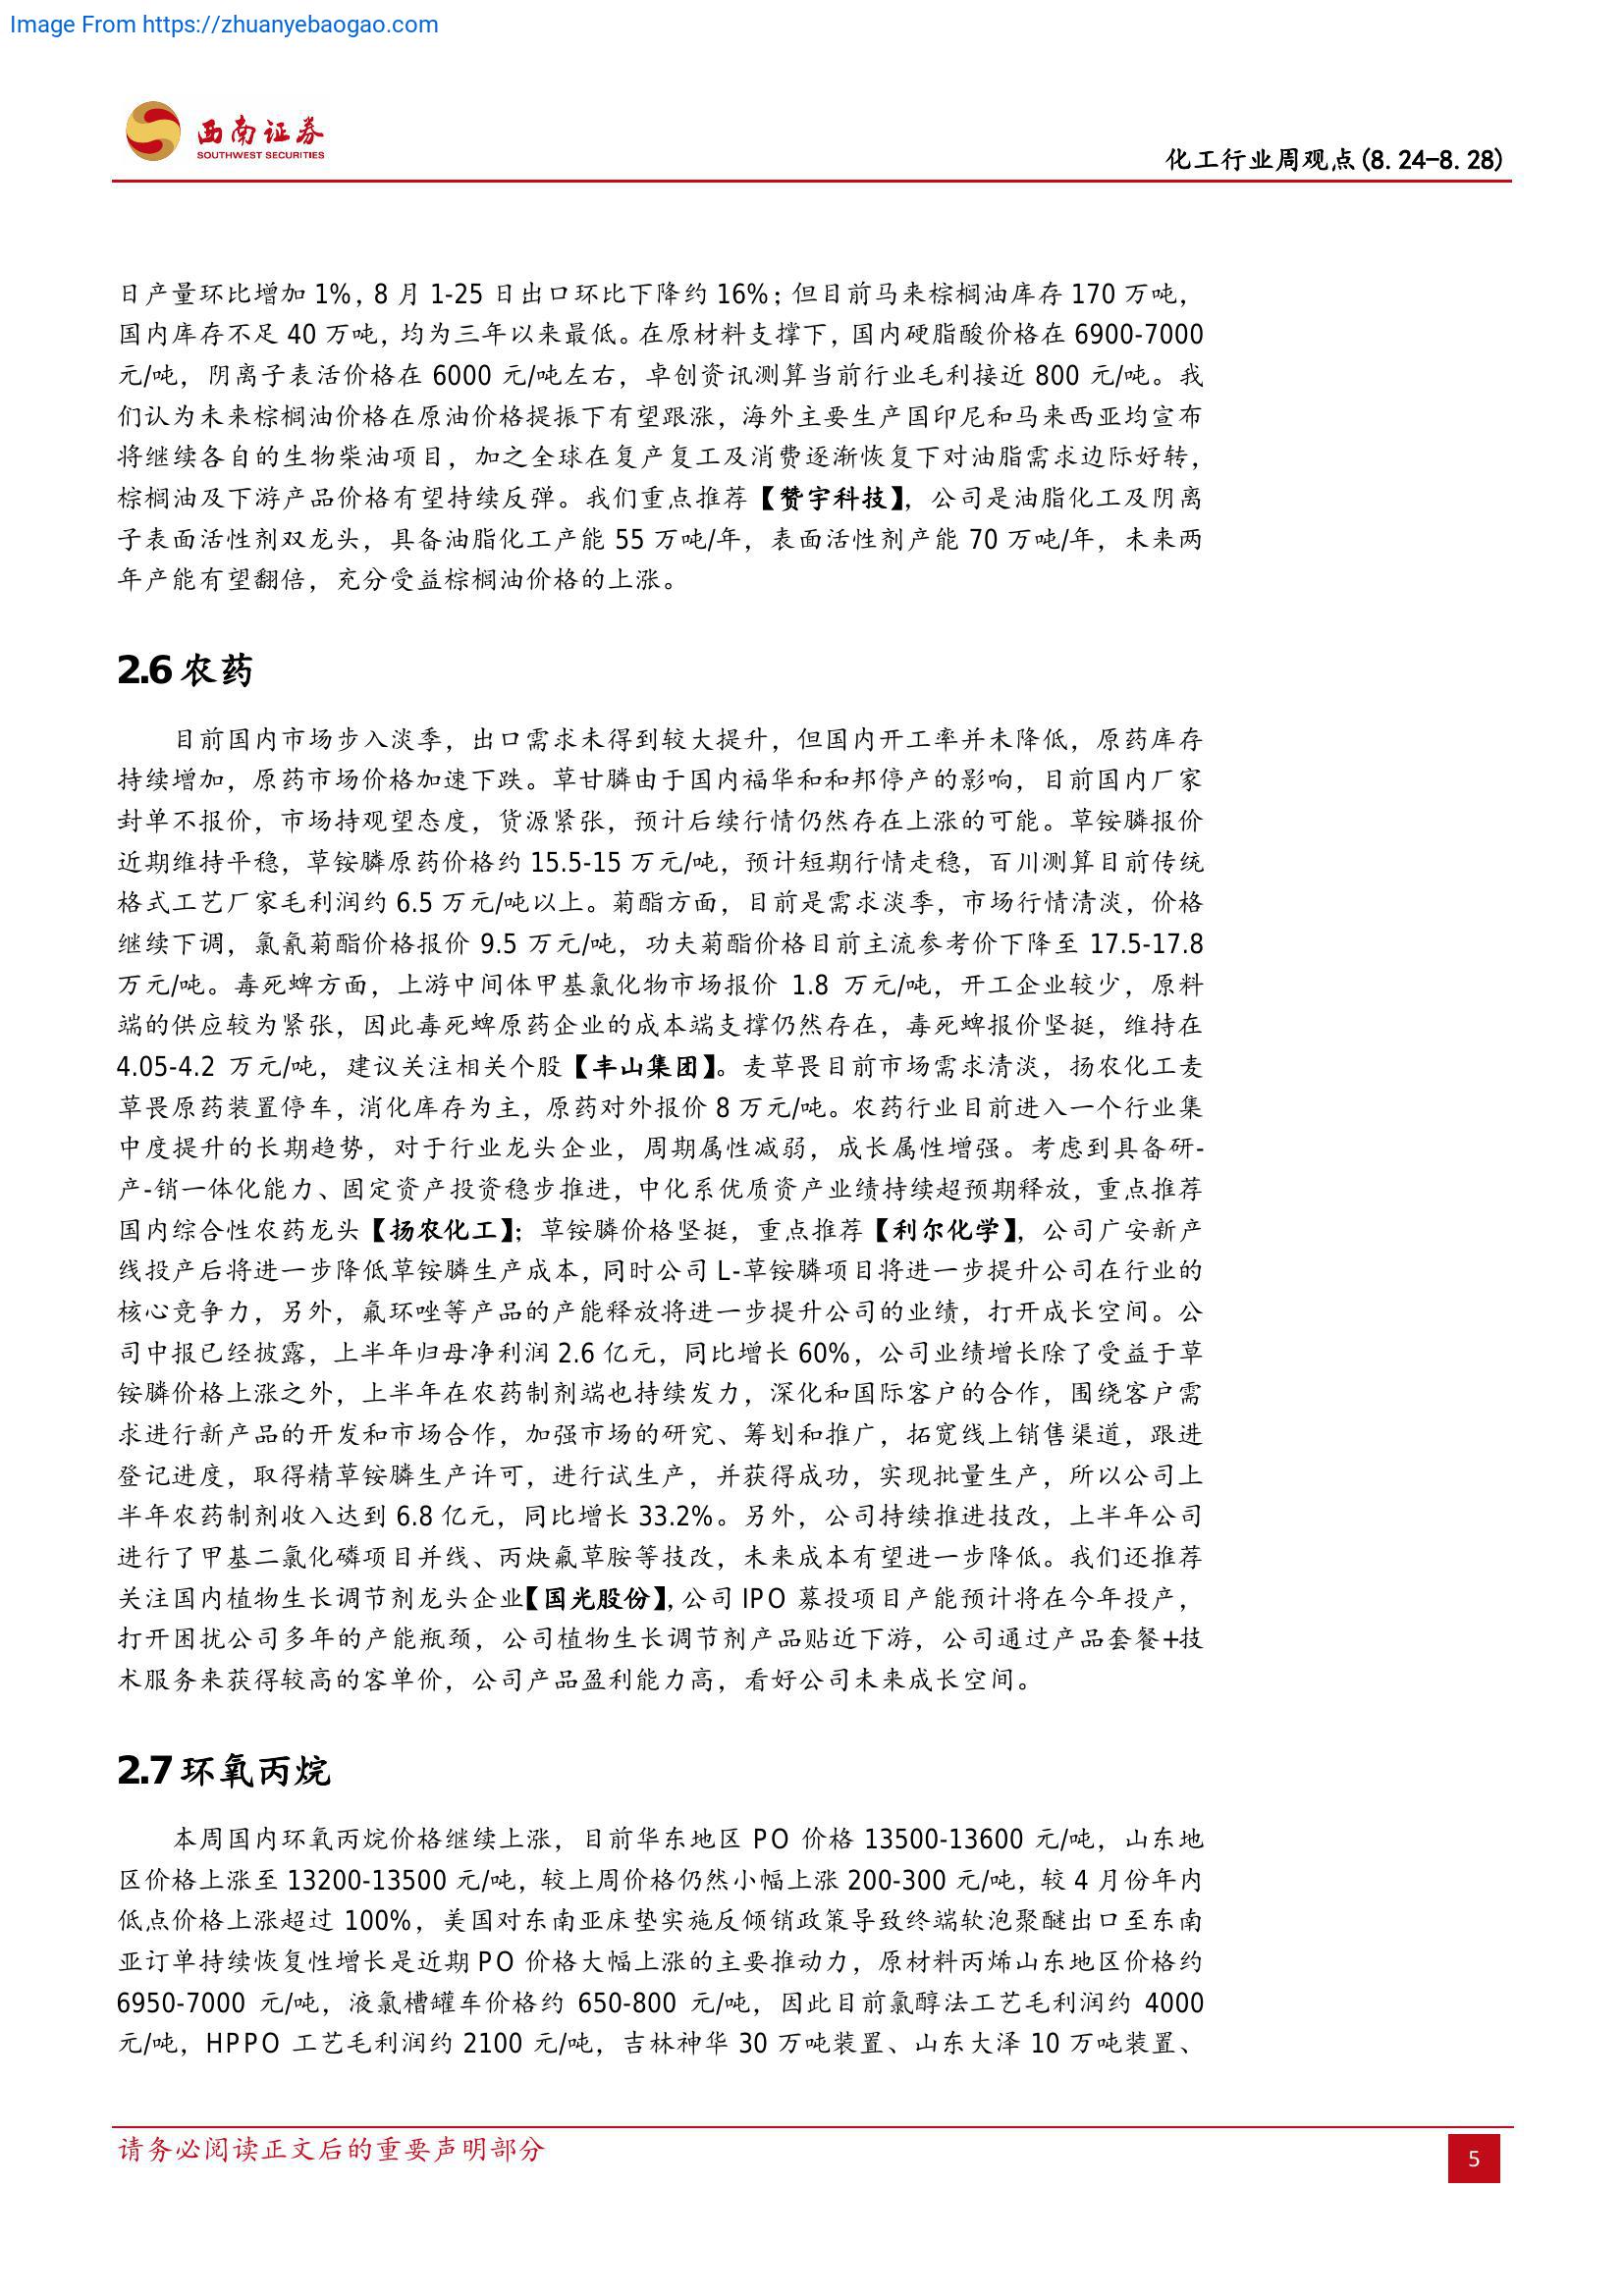 Image From https://zhuanyebaogao.com
西南证券
SOUTHWEST SECURITIES
化工行业周观点(8. 24-8. 28)
日产量环比增加 1%, 8 月 1-25 日出口环比下降约 16%; 但目前马来棕榈油库存 170 万吨，
国内库存不足 40 万吨，均为三年以来最低。在原材料支撑下，国内硬脂酸价格在 6900-7000
元/吨，阴离子表活价格在 6000 元/吨左右，卓创资讯测算当前行业毛利接近 800 元/吨。我
们认为未来棕榈油价格在原油价格提振下有望跟涨，海外主要生产国印尼和马来西亚均宣布
将继续各自的生物柴油项目，加之全球在复产复工及消费逐渐恢复下对油脂需求边际好转，
棕榈油及下游产品价格有望持续反弹。我们重点推荐【赞宇科技】，公司是油脂化工及阴离
子表面活性剂双龙头，具备油脂化工产能 55 万吨/年，表面活性剂产能 70 万吨/年，未来两
年产能有望翻倍，充分受益棕榈油价格的上涨。
2.6 农药
目前国内市场步入淡季，出口需求未得到较大提升，但国内开工率并未降低，原药库存
持续增加，原药市场价格加速下跌。草甘膦由于国内福华和和邦停产的影响，目前国内厂家
封单不报价，市场持观望态度，货源紧张，预计后续行情仍然存在上涨的可能。草铵膦报价
近期维持平稳，草铵膦原药价格约 15.5-15 万元/吨，预计短期行情走稳，百川测算目前传统
格式工艺厂家毛利润约 6.5 万元/吨以上。菊酯方面，目前是需求淡季，市场行情清淡，价格
继续下调，氯氰菊酯价格报价 9.5 万元/吨，功夫菊酯价格目前主流参考价下降至 17.5-17.8
万元/吨。毒死蜱方面，上游中间体甲基氯化物市场报价 1.8 万元/吨，开工企业较少，原料
端的供应较为紧张，因此毒死蜱原药企业的成本端支撑仍然存在，毒死蜱报价坚挺，维持在
4.05-4.2 万元/吨，建议关注相关个股【丰山集团】。麦草畏目前市场需求清淡，扬农化工麦
草畏原药装置停车，消化库存为主，原药对外报价 8 万元/吨。农药行业目前进入一个行业集
中度提升的长期趋势，对于行业龙头企业，周期属性减弱，成长属性增强。考虑到具备研-
产-销一体化能力、固定资产投资稳步推进，中化系优质资产业绩持续超预期释放，重点推荐
国内综合性农药龙头【扬农化工】；草铵膦价格坚挺，重点推荐【利尔化学】，公司广安新产
线投产后将进一步降低草铵膦生产成本，同时公司 L-草铵膦项目将进一步提升公司在行业的
核心竞争力，另外，氟环唑等产品的产能释放将进一步提升公司的业绩，打开成长空间。公
司中报已经披露，上半年归母净利润 2.6 亿元，同比增长 60%，公司业绩增长除了受益于草
铵膦价格上涨之外，上半年在农药制剂端也持续发力，深化和国际客户的合作，围绕客户需
求进行新产品的开发和市场合作，加强市场的研究、筹划和推广，拓宽线上销售渠道，跟进
登记进度，取得精草铵膦生产许可，进行试生产，并获得成功，实现批量生产，所以公司上
半年农药制剂收入达到 6.8 亿元，同比增长 33.2%。另外，公司持续推进技改，上半年公司
进行了甲基二氯化磷项目并线、丙炔氟草胺等技改，未来成本有望进一步降低。我们还推荐
关注国内植物生长调节剂龙头企业【国光股份】，公司 IPO 募投项目产能预计将在今年投产，
打开困扰公司多年的产能瓶颈，公司植物生长调节剂产品贴近下游，公司通过产品套餐+技
术服务来获得较高的客单价，公司产品盈利能力高，看好公司未来成长空间。
2.7 环氧丙烷
本周国内环氧丙烷价格继续上涨，目前华东地区 PO 价格 13500-13600 元/吨，山东地
区价格上涨至 13200-13500 元/吨，较上周价格仍然小幅上涨 200-300 元/吨，较 4 月份年内
低点价格上涨超过 100%，美国对东南亚床垫实施反倾销政策导致终端软泡聚醚出口至东南
亚订单持续恢复性增长是近期 PO 价格大幅上涨的主要推动力，原材料丙烯山东地区价格约
6950-7000 元/吨，液氯槽罐车价格约 650-800 元/吨，因此目前氯醇法工艺毛利润约 4000
元/吨，HPPO 工艺毛利润约 2100 元/吨，吉林神华 30 万吨装置、山东大泽 10 万吨装置、
请务必阅读正文后的重要声明部分
5